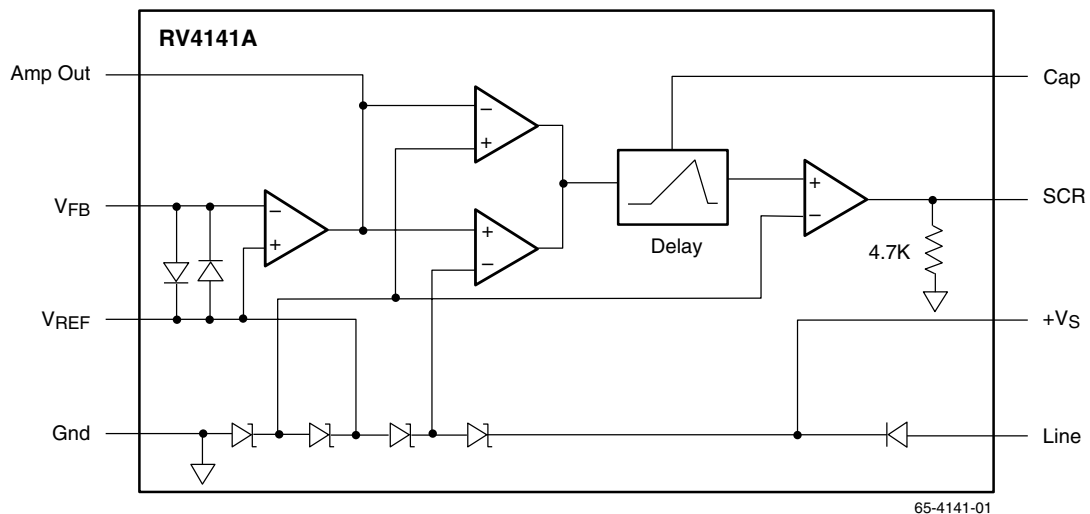 RV4141A
Amp Out
Cap
−
+
VFB
−
+
+
−
Delay
+
−
SCR
4.7K
VREF
+VS
Gnd
Line
65-4141-01